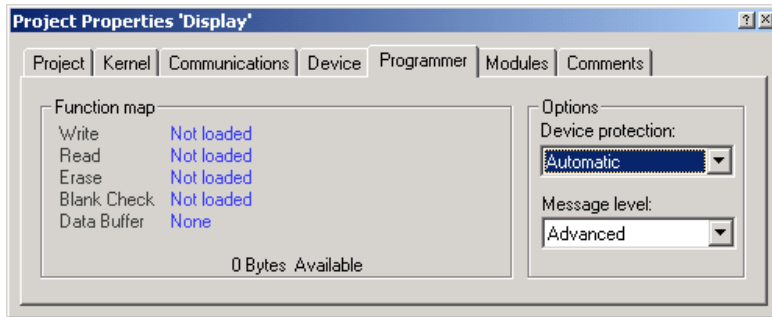 Project Properties 'Display'
Project Kernel Communications Device Programmer Modules Comments
Function map
Write Not loaded
Read Not loaded
Erase Not loaded
Blank Check Not loaded
Data Buffer None
0 Bytes Available
Options
Device protection:
Automatic
Message level:
Advanced